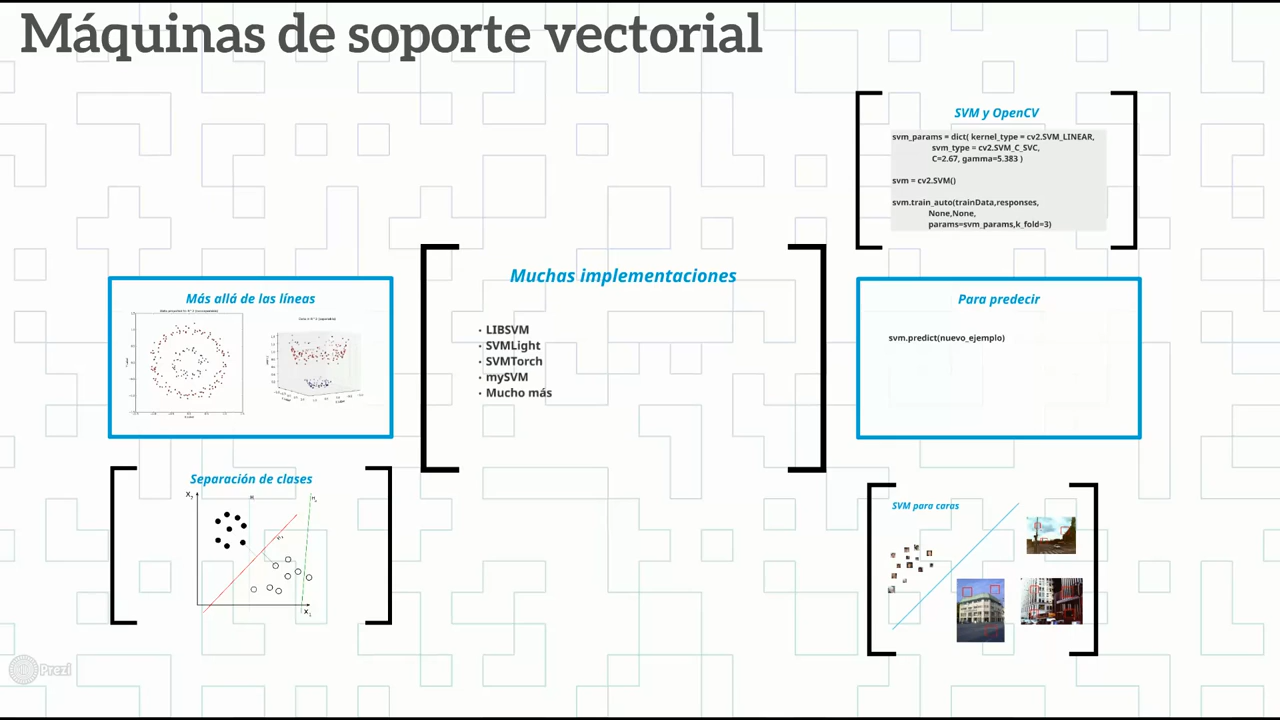 Máquinas de soporte vectorial
Más allá de las líneas
Separación de clases
X₂
X₁
Muchas implementaciones
· LIBSVM
· SVMLight
· SVMTorch
· mySVM
· Mucho más
SVM y OpenCV
svm_params = dict( kernel_type = cv2.SVM_LINEAR,
svm_type = cv2.SVM_C_SVC,
C=2.67, gamma=5.383 )
svm = cv2.SVM()
svm.train_auto(trainData,responses,
None,None,
params=svm_params,k_fold=3)
Para predecir
svm.predict(nuevo_ejemplo)
SVM para caras
Prezi